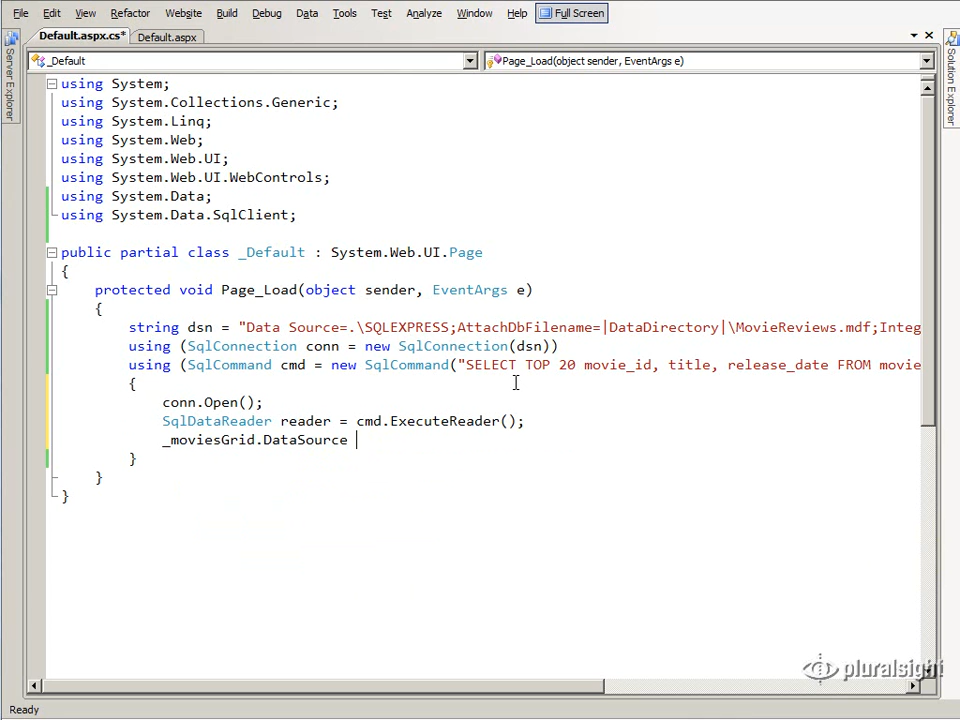 File Edit View Refactor Website Build Debug Data Tools Test Analyze Window Help Full Screen
Default.aspx.cs* Default.aspx
_Default Page_Load(object sender, EventArgs e)
Server Explorer
Solution Explorer
using System;
using System.Collections.Generic;
using System.Linq;
using System.Web;
using System.Web.UI;
using System.Web.UI.WebControls;
using System.Data;
using System.Data.SqlClient;
public partial class _Default : System.Web.UI.Page
{
protected void Page_Load(object sender, EventArgs e)
{
string dsn = "Data Source=.\SQLEXPRESS;AttachDbFilename=|DataDirectory|\MovieReviews.mdf;Integ
using (SqlConnection conn = new SqlConnection(dsn))
using (SqlCommand cmd = new SqlCommand("SELECT TOP 20 movie_id, title, release_date FROM movie
{
conn.Open();
SqlDataReader reader = cmd.ExecuteReader();
_moviesGrid.DataSource
}
}
}
pluralsight
Ready